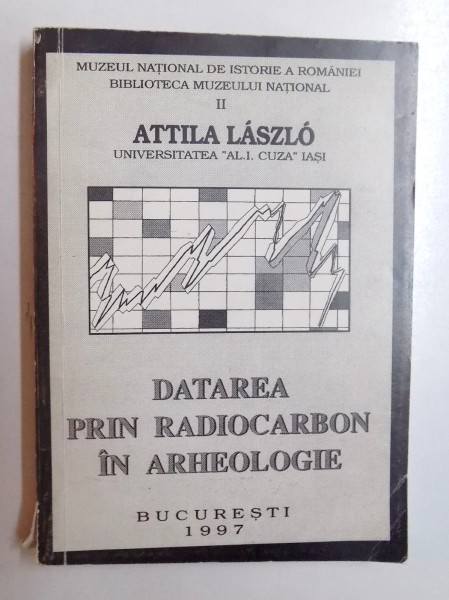 MUZEUL NAȚIONAL DE ISTORIE A ROMÂNIEI
BIBLIOTECA MUZEULUI NAȚIONAL
II
ATTILA LÁSZLÓ
UNIVERSITATEA "AL.I. CUZA" IAȘI
DATAREA
PRIN RADIOCARBON
ÎN ARHEOLOGIE
BUCUREȘTI
1997